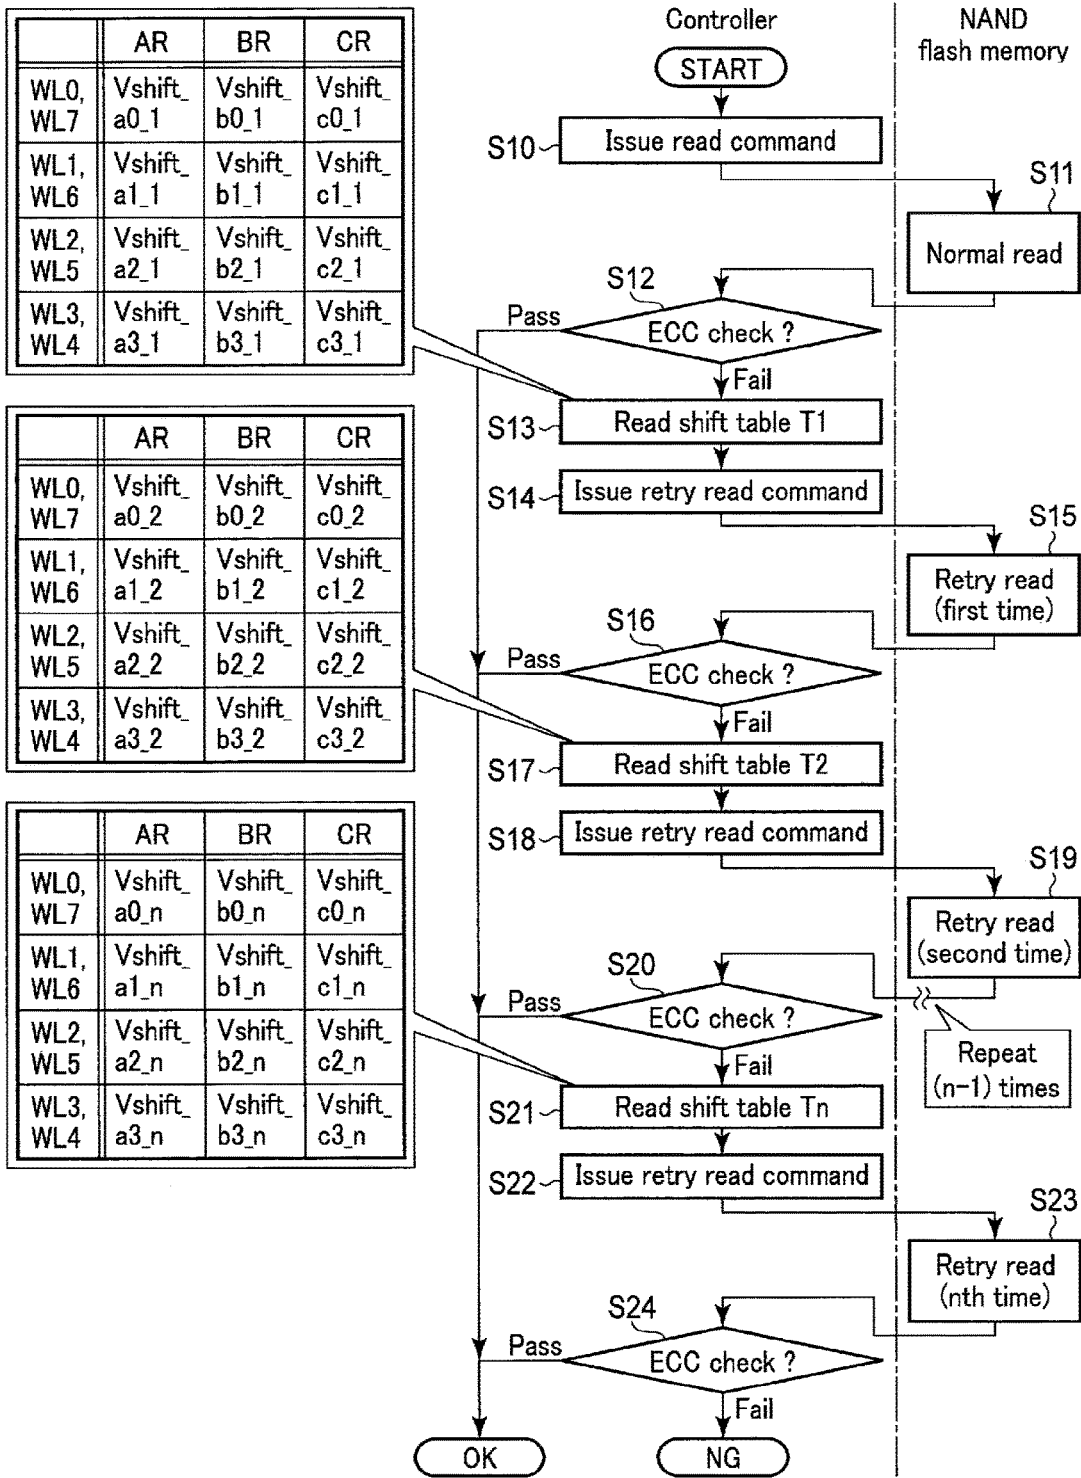 AR BR CR
WL0, Vshift_ Vshift_ Vshift_
WL7 a0_1 b0_1 c0_1
WL1, Vshift_ Vshift_ Vshift_
WL6 a1_1 b1_1 c1_1
WL2, Vshift_ Vshift_ Vshift_
WL5 a2_1 b2_1 c2_1
WL3, Vshift_ Vshift_ Vshift_
WL4 a3_1 b3_1 c3_1
AR BR CR
WL0, Vshift_ Vshift_ Vshift_
WL7 a0_2 b0_2 c0_2
WL1, Vshift_ Vshift_ Vshift_
WL6 a1_2 b1_2 c1_2
WL2, Vshift_ Vshift_ Vshift_
WL5 a2_2 b2_2 c2_2
WL3, Vshift_ Vshift_ Vshift_
WL4 a3_2 b3_2 c3_2
AR BR CR
WL0, Vshift_ Vshift_ Vshift_
WL7 a0_n b0_n c0_n
WL1, Vshift_ Vshift_ Vshift_
WL6 a1_n b1_n c1_n
WL2, Vshift_ Vshift_ Vshift_
WL5 a2_n b2_n c2_n
WL3, Vshift_ Vshift_ Vshift_
WL4 a3_n b3_n c3_n
Controller
NAND
flash memory
START
S10 Issue read command
S11
Normal read
S12
Pass ECC check ?
Fail
S13 Read shift table T1
S14 Issue retry read command
S15
Retry read
(first time)
S16
Pass ECC check ?
Fail
S17 Read shift table T2
S18 Issue retry read command
S19
Retry read
(second time)
S20
Pass ECC check ?
Repeat
(n-1) times
Fail
S21 Read shift table Tn
S22 Issue retry read command
S23
Retry read
(nth time)
S24
Pass ECC check ?
Fail
OK NG